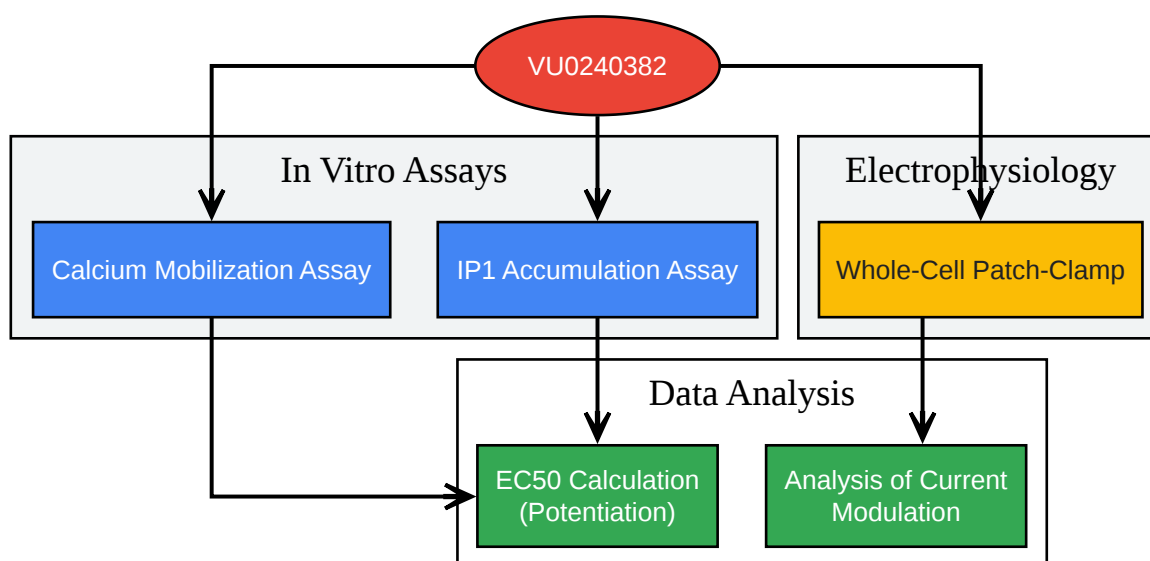 VU0240382
In Vitro Assays
Electrophysiology
Calcium Mobilization Assay
IP1 Accumulation Assay
Whole-Cell Patch-Clamp
Data Analysis
EC50 Calculation
(Potentiation)
Analysis of Current
Modulation